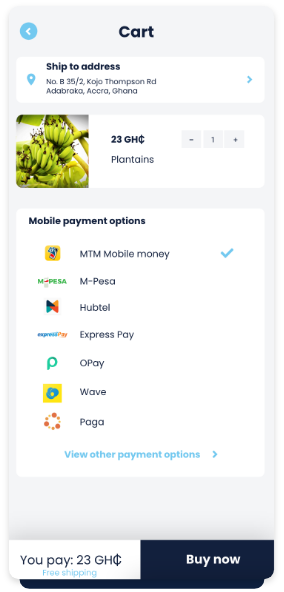 Cart
Ship to address
No. B 35/2, Kojo Thompson Rd
Adabraka, Accra, Ghana
23 GH₵
- 1 +
Plantains
Mobile payment options
MTM Mobile money
M-PESA M-Pesa
Hubtel
expressPay Express Pay
OPay
Wave
Paga
View other payment options
You pay: 23 GH₵
Free shipping
Buy now